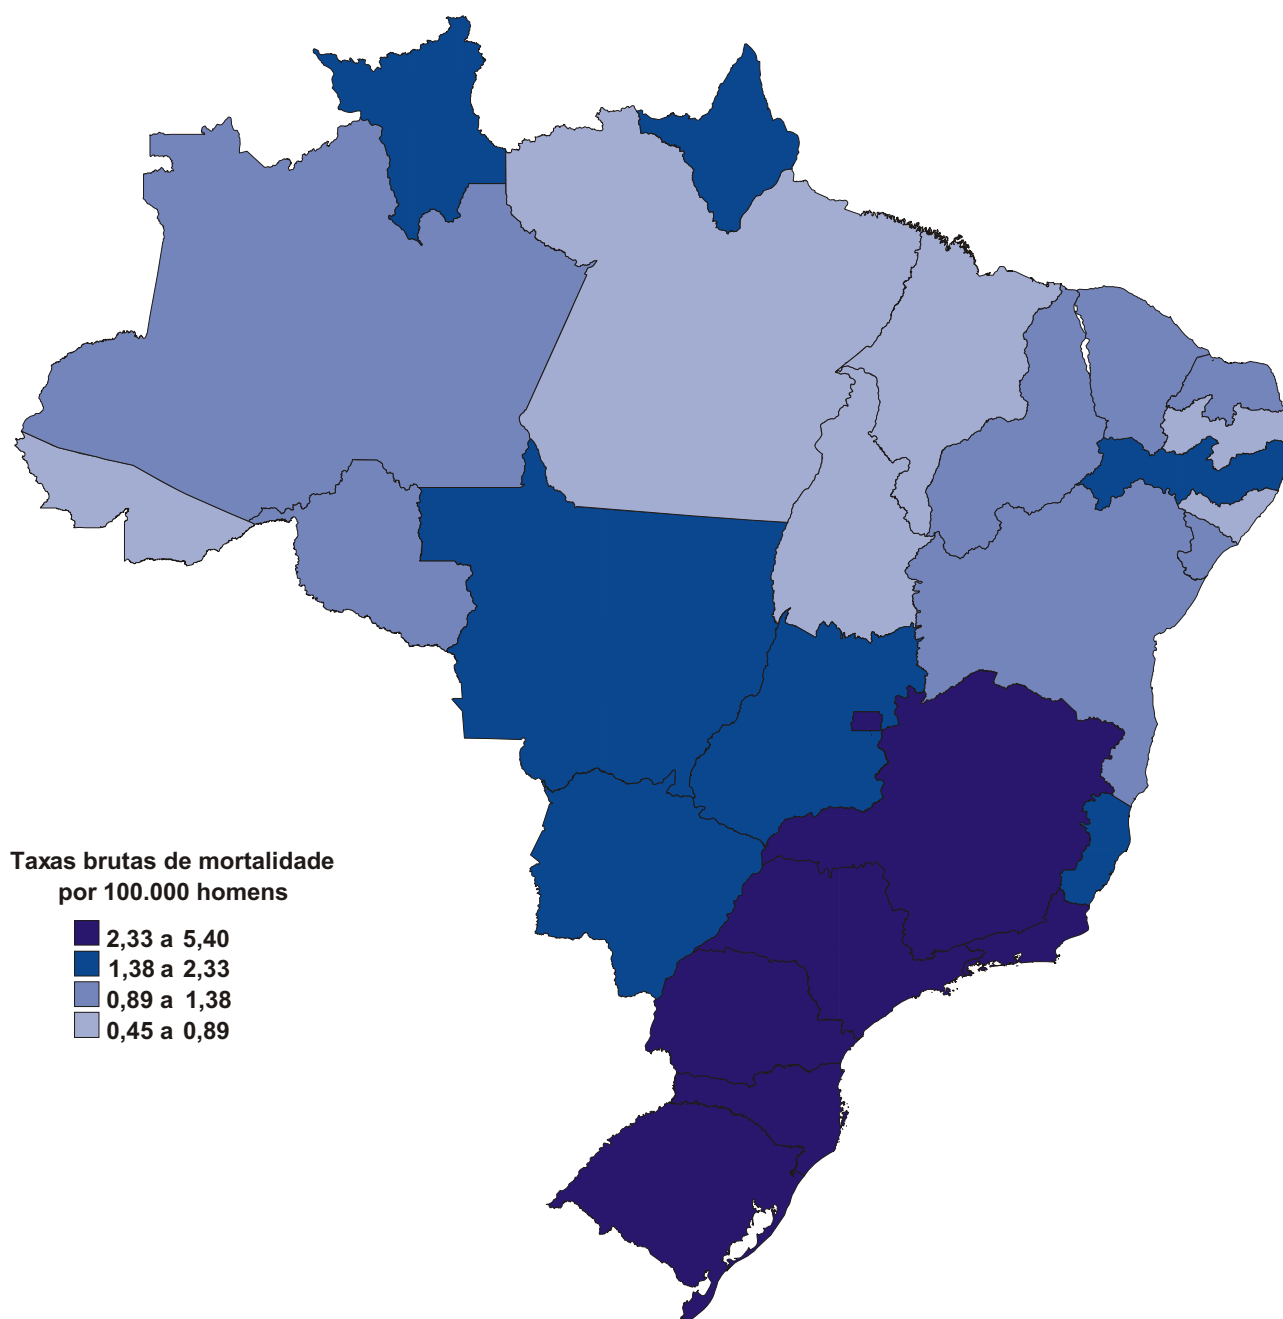 Taxas brutas de mortalidade
por 100.000 homens
2,33 a 5,40
1,38 a 2,33
0,89 a 1,38
0,45 a 0,89